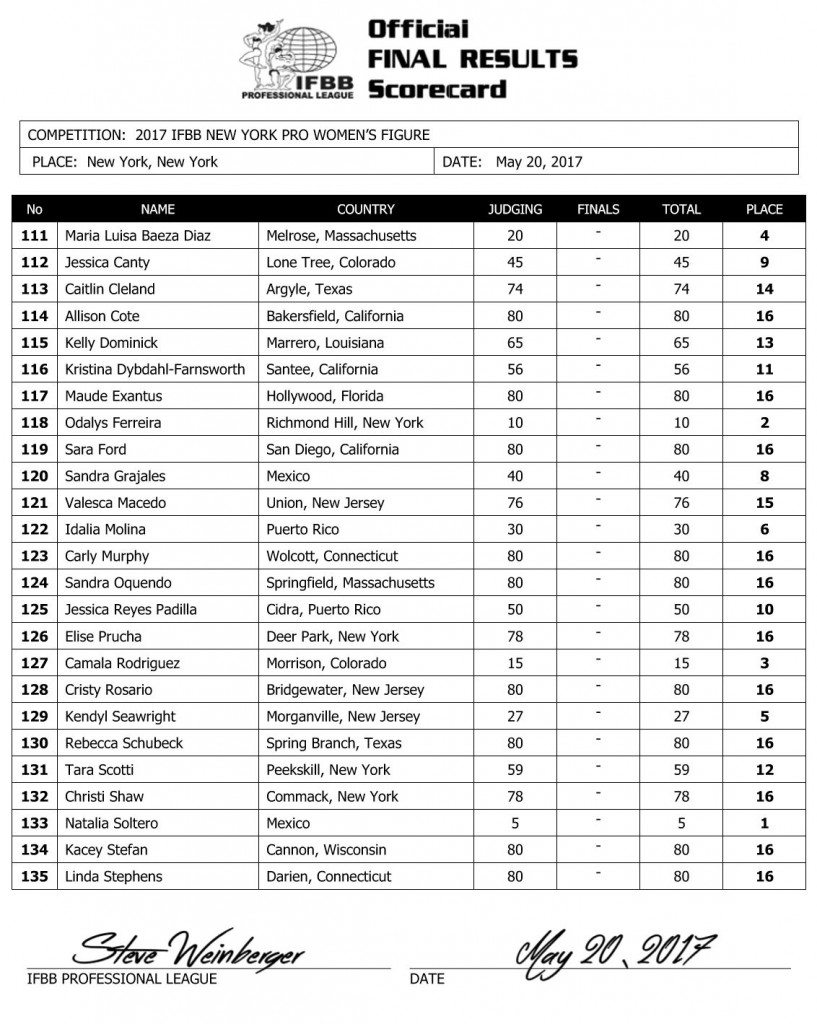 Official
FINAL RESULTS
Scorecard
IFBB
PROFESSIONAL LEAGUE
COMPETITION: 2017 IFBB NEW YORK PRO WOMEN'S FIGURE
PLACE: New York, New York DATE: May 20, 2017
No NAME COUNTRY JUDGING FINALS TOTAL PLACE
111 Maria Luisa Baeza Diaz Melrose, Massachusetts 20 - 20 4
112 Jessica Canty Lone Tree, Colorado 45 - 45 9
113 Caitlin Cleland Argyle, Texas 74 - 74 14
114 Allison Cote Bakersfield, California 80 - 80 16
115 Kelly Dominick Marrero, Louisiana 65 - 65 13
116 Kristina Dybdahl-Farnsworth Santee, California 56 - 56 11
117 Maude Exantus Hollywood, Florida 80 - 80 16
118 Odalys Ferreira Richmond Hill, New York 10 - 10 2
119 Sara Ford San Diego, California 80 - 80 16
120 Sandra Grajales Mexico 40 - 40 8
121 Valesca Macedo Union, New Jersey 76 - 76 15
122 Idalia Molina Puerto Rico 30 - 30 6
123 Carly Murphy Wolcott, Connecticut 80 - 80 16
124 Sandra Oquendo Springfield, Massachusetts 80 - 80 16
125 Jessica Reyes Padilla Cidra, Puerto Rico 50 - 50 10
126 Elise Prucha Deer Park, New York 78 - 78 16
127 Camala Rodriguez Morrison, Colorado 15 - 15 3
128 Cristy Rosario Bridgewater, New Jersey 80 - 80 16
129 Kendyl Seawright Morganville, New Jersey 27 - 27 5
130 Rebecca Schubeck Spring Branch, Texas 80 - 80 16
131 Tara Scotti Peekskill, New York 59 - 59 12
132 Christi Shaw Commack, New York 78 - 78 16
133 Natalia Soltero Mexico 5 - 5 1
134 Kacey Stefan Cannon, Wisconsin 80 - 80 16
135 Linda Stephens Darien, Connecticut 80 - 80 16
Steve Weinberger May 20, 2017
IFBB PROFESSIONAL LEAGUE DATE